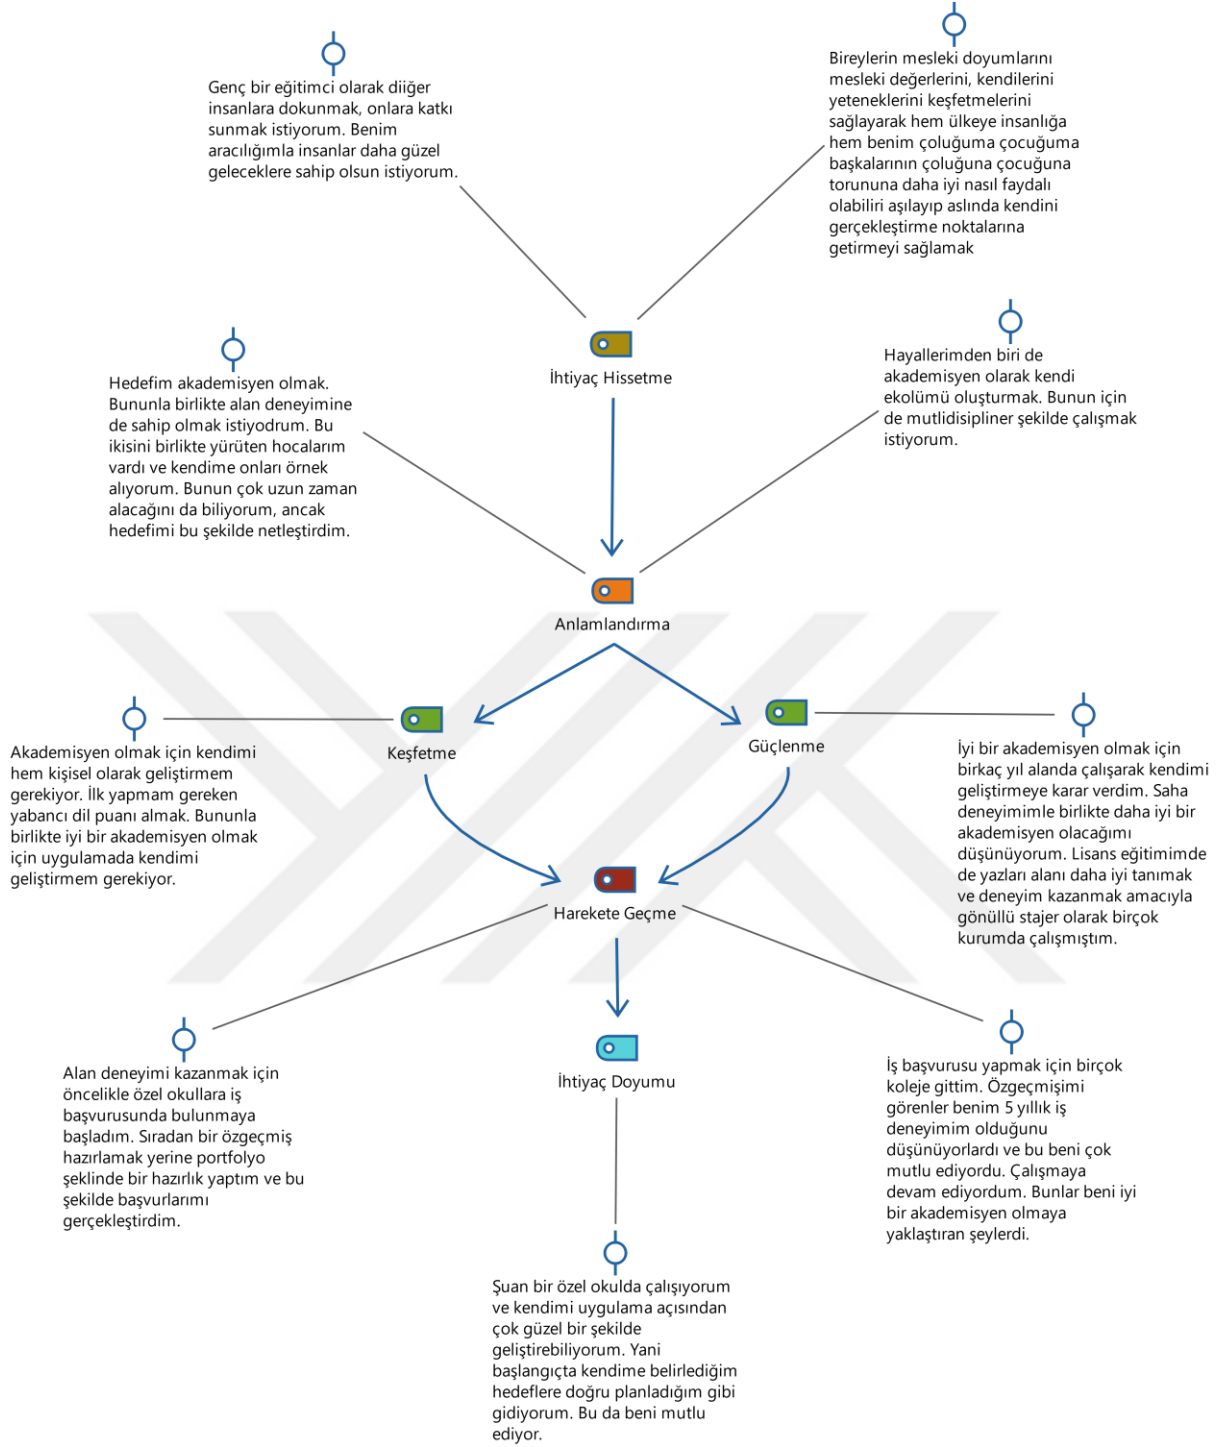 Genç bir eğitimci olarak diiğer
insanlara dokunmak, onlara katkı
sunmak istiyorum. Benim
aracılığımla insanlar daha güzel
geleceklere sahip olsun istiyorum.
Bireylerin mesleki doyumlarını
mesleki değerlerini, kendilerini
yeteneklerini keşfetmelerini
sağlayarak hem ülkeye insanlığa
hem benim çoluğuma çocuğuma
başkalarının çoluğuna çocuğuna
torununa daha iyi nasıl faydalı
olabiliri aşılayıp aslında kendini
gerçekleştirme noktalarına
getirmeyi sağlamak
İhtiyaç Hissetme
Hedefim akademisyen olmak.
Bununla birlikte alan deneyimine
de sahip olmak istiyodrum. Bu
ikisini birlikte yürüten hocalarım
vardı ve kendime onları örnek
alıyorum. Bunun çok uzun zaman
alacağını da biliyorum, ancak
hedefimi bu şekilde netleştirdim.
Hayallerimden biri de
akademisyen olarak kendi
ekolümü oluşturmak. Bunun için
de mutlidisipliner şekilde çalışmak
istiyorum.
Anlamlandırma
Keşfetme
Güçlenme
Akademisyen olmak için kendimi
hem kişisel olarak geliştirmem
gerekiyor. İlk yapmam gereken
yabancı dil puanı almak. Bununla
birlikte iyi bir akademisyen olmak
için uygulamada kendimi
geliştirmem gerekiyor.
İyi bir akademisyen olmak için
birkaç yıl alanda çalışarak kendimi
geliştirmeye karar verdim. Saha
deneyimimle birlikte daha iyi bir
akademisyen olacağımı
düşünüyorum. Lisans eğitimimde
de yazları alanı daha iyi tanımak
ve deneyim kazanmak amacıyla
gönüllü stajer olarak birçok
kurumda çalışmıştım.
Harekete Geçme
Alan deneyimi kazanmak için
öncelikle özel okullara iş
başvurusunda bulunmaya
başladım. Sıradan bir özgeçmiş
hazırlamak yerine portfolyo
şeklinde bir hazırlık yaptım ve bu
şekilde başvurlarımı
gerçekleştirdim.
İhtiyaç Doyumu
İş başvurusu yapmak için birçok
koleje gittim. Özgeçmişimi
görenler benim 5 yıllık iş
deneyimim olduğunu
düşünüyorlardı ve bu beni çok
mutlu ediyordu. Çalışmaya
devam ediyordum. Bunlar beni iyi
bir akademisyen olmaya
yaklaştıran şeylerdi.
Şuan bir özel okulda çalışıyorum
ve kendimi uygulama açısından
çok güzel bir şekilde
geliştirebiliyorum. Yani
başlangıçta kendime belirlediğim
hedeflere doğru planladığım gibi
gidiyorum. Bu da beni mutlu
ediyor.